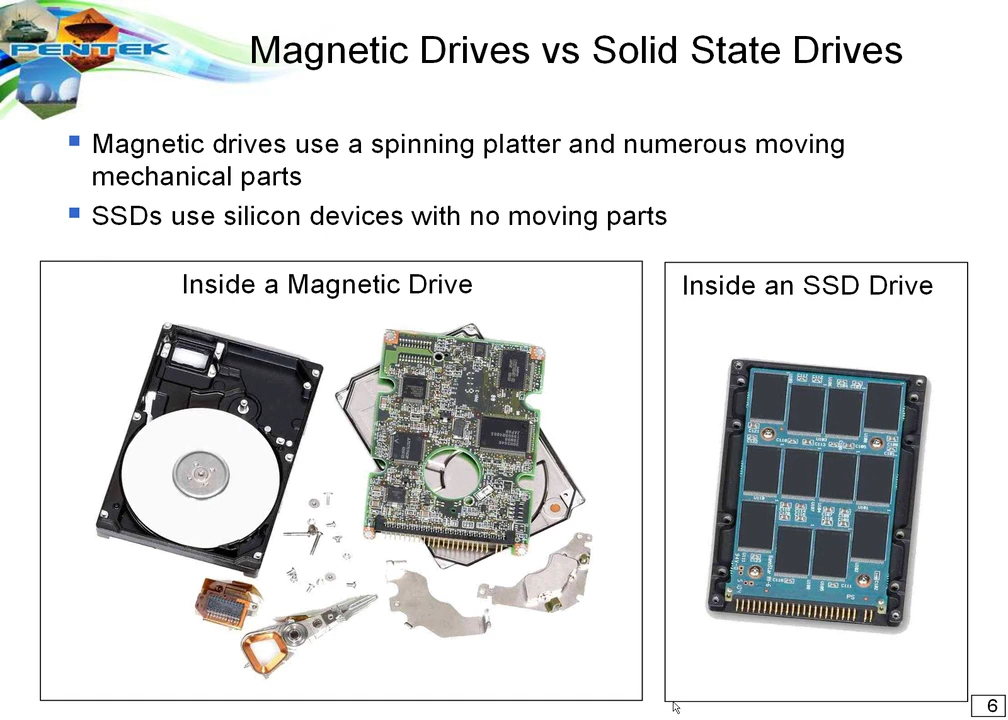 PENTEK
Magnetic Drives vs Solid State Drives
Magnetic drives use a spinning platter and numerous moving
mechanical parts
SSDs use silicon devices with no moving parts
Inside a Magnetic Drive
Inside an SSD Drive
PS
6